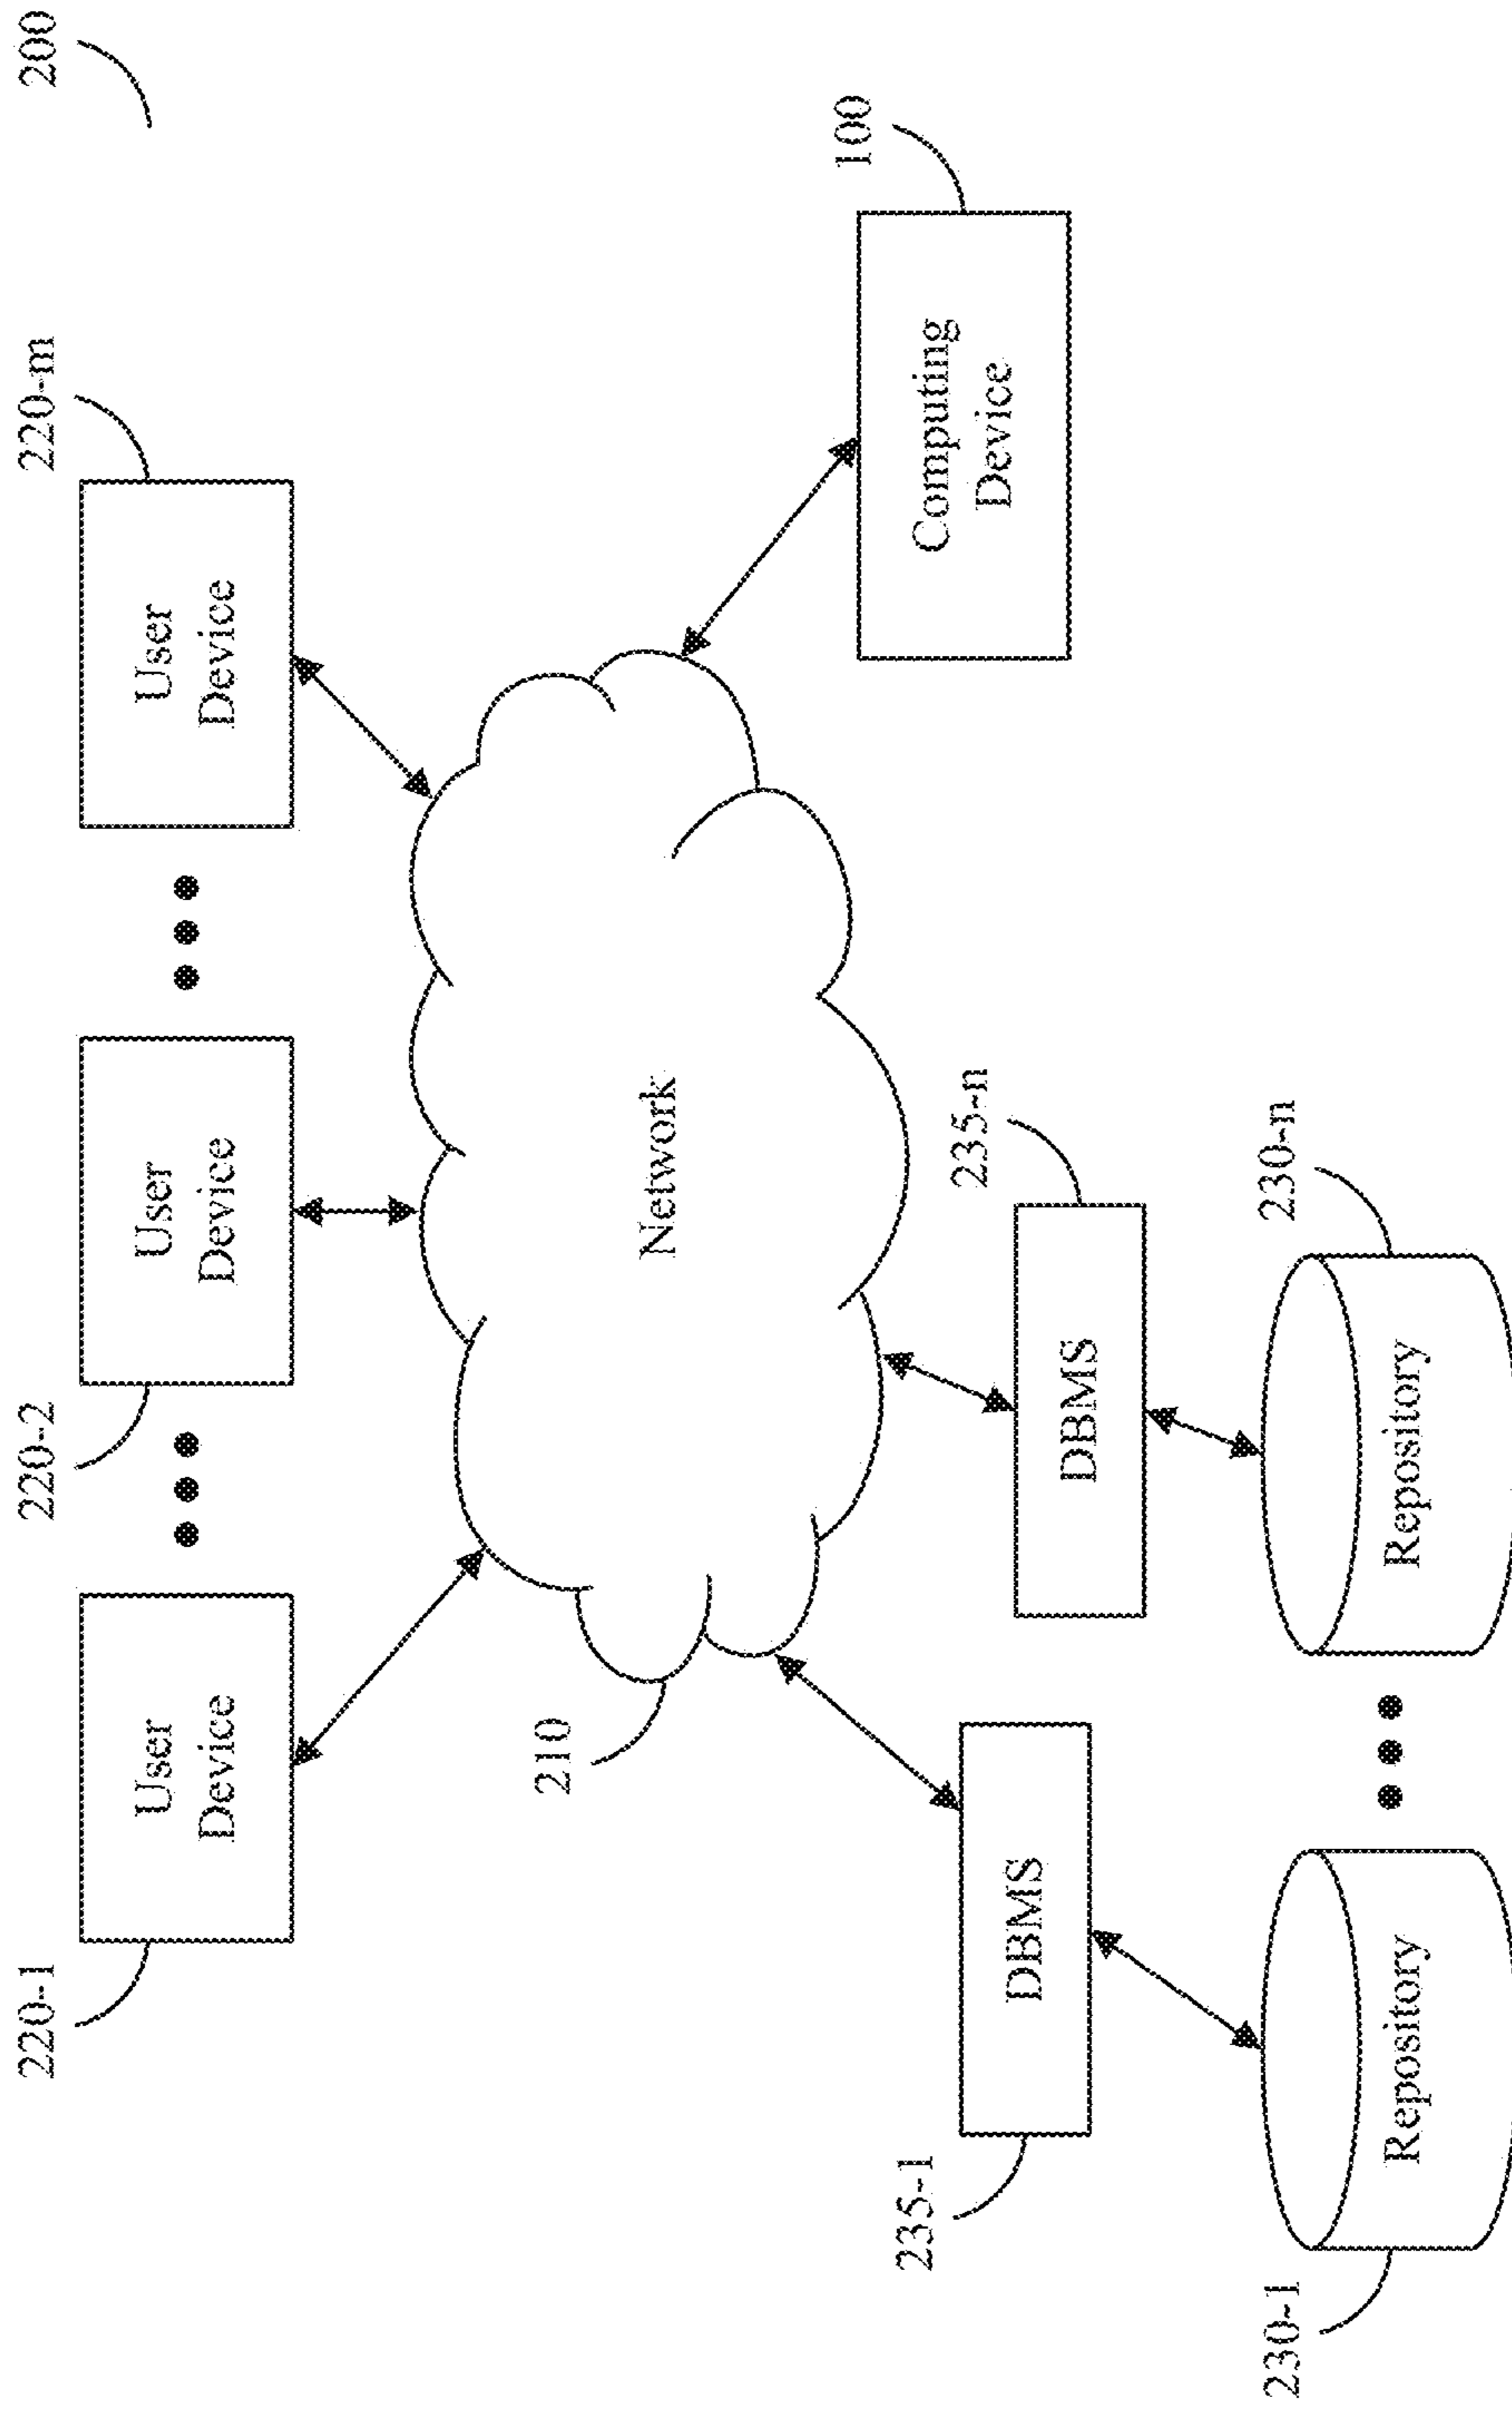 200
220-1
User
Device
220-2
User
Device
220-m
User
Device
210
Network
100
Computing
Device
235-1
DBMS
235-n
DBMS
230-1
Repository
230-n
Repository